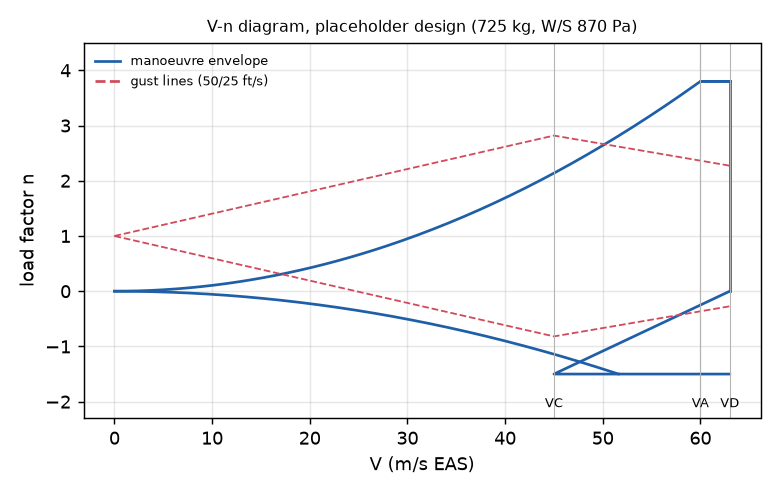 V-n diagram, placeholder design (725 kg, W/S 870 Pa)
manoeuvre envelope
gust lines (50/25 ft/s)
load factor n
4
3
2
1
0
−1
−2
VC
VA
VD
0
10
20
30
40
50
60
V (m/s EAS)